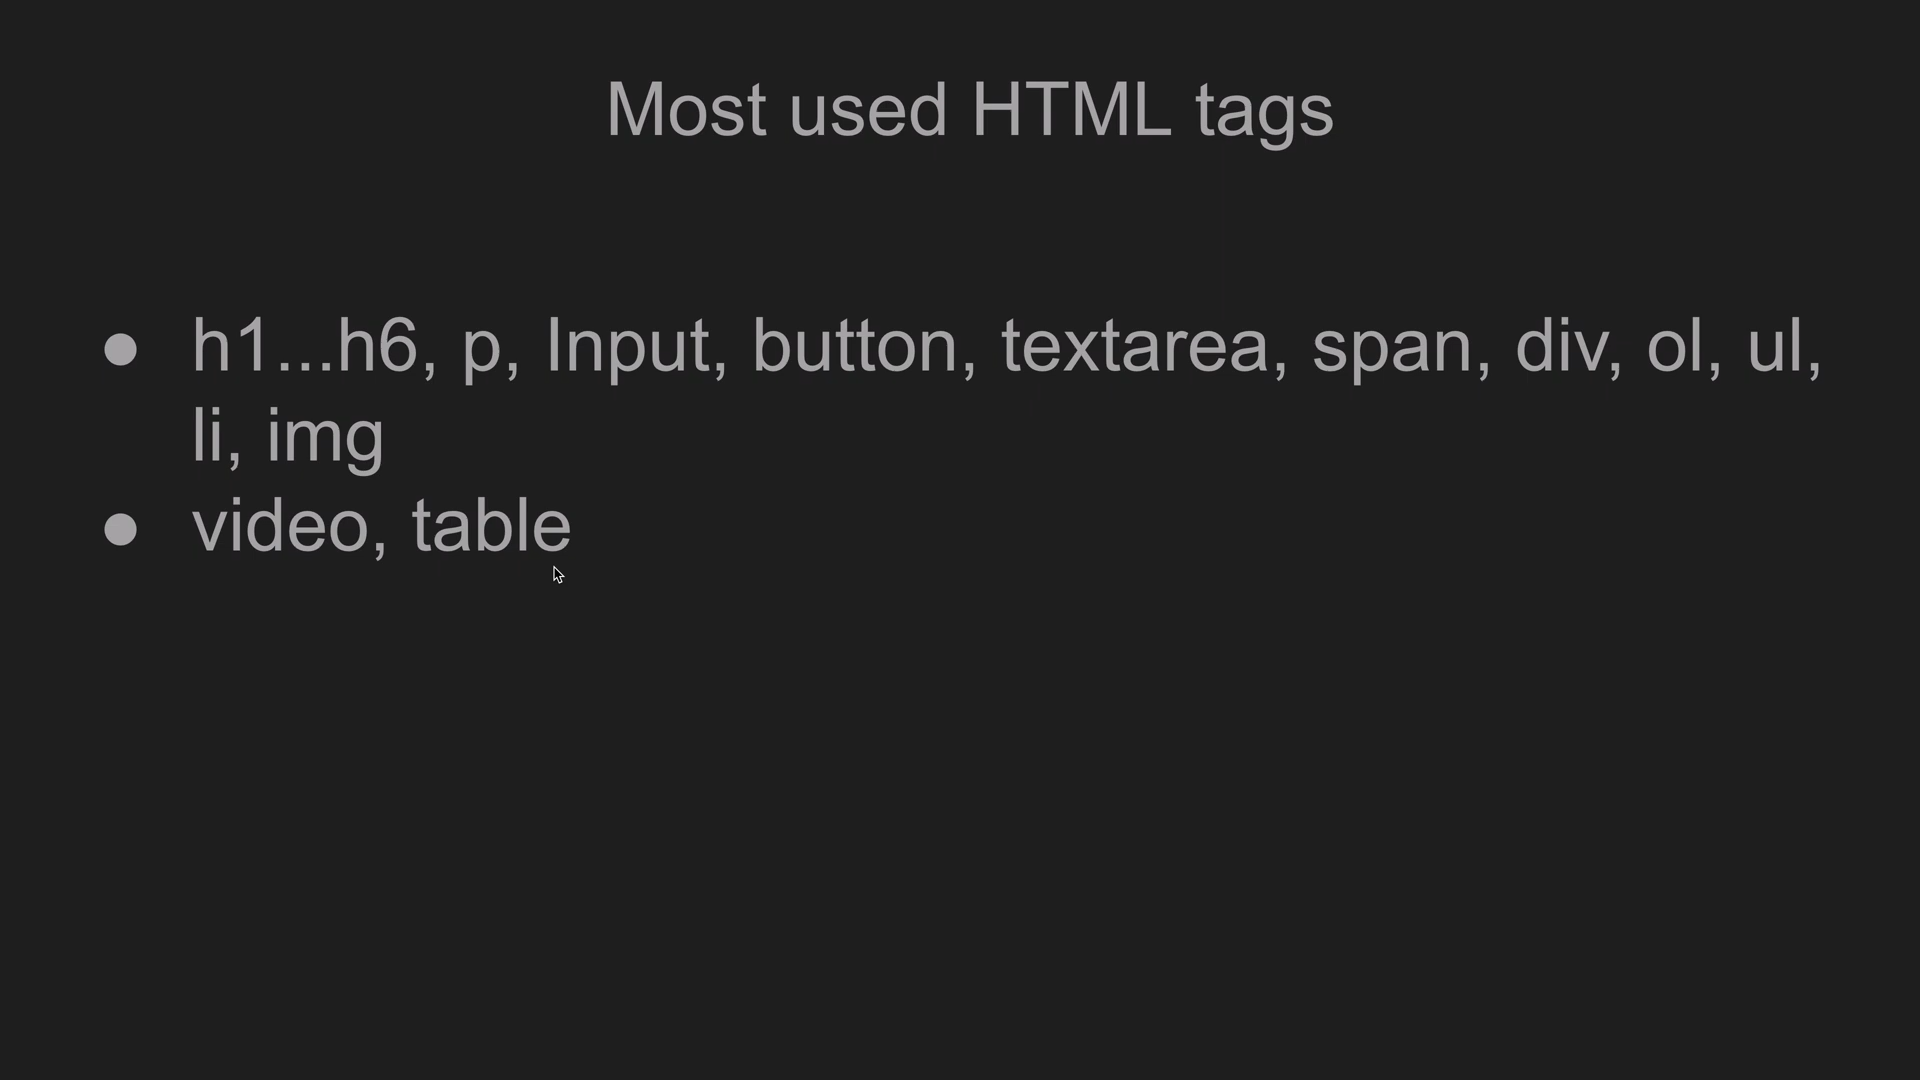 Most used HTML tags
● h1...h6, p, Input, button, textarea, span, div, ol, ul,
li, img
● video, table